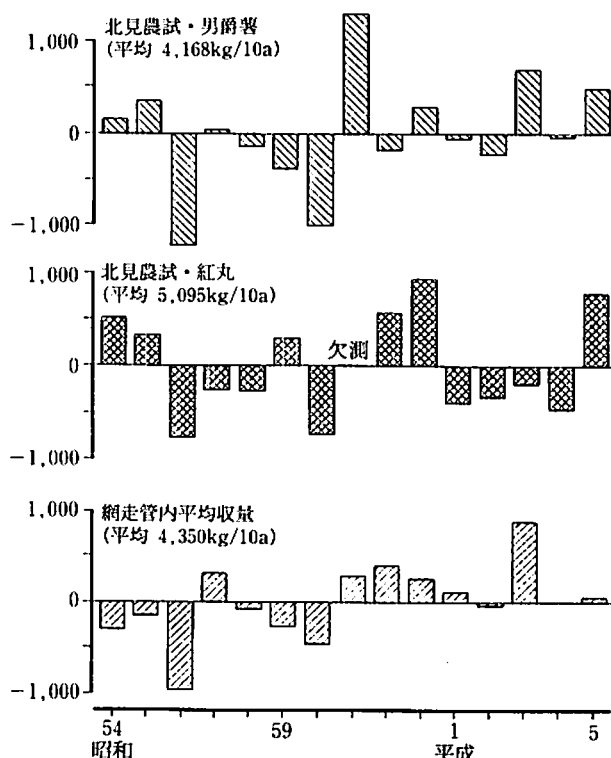 1,000
北見農試・男爵薯
(平均 4,168kg/10a)
0
−1,000
1,000
北見農試・紅丸
(平均 5,095kg/10a)
欠測
0
−1,000
1,000
網走管内平均収量
(平均 4,350kg/10a)
0
−1,000
54 59 1 5
昭和 平成